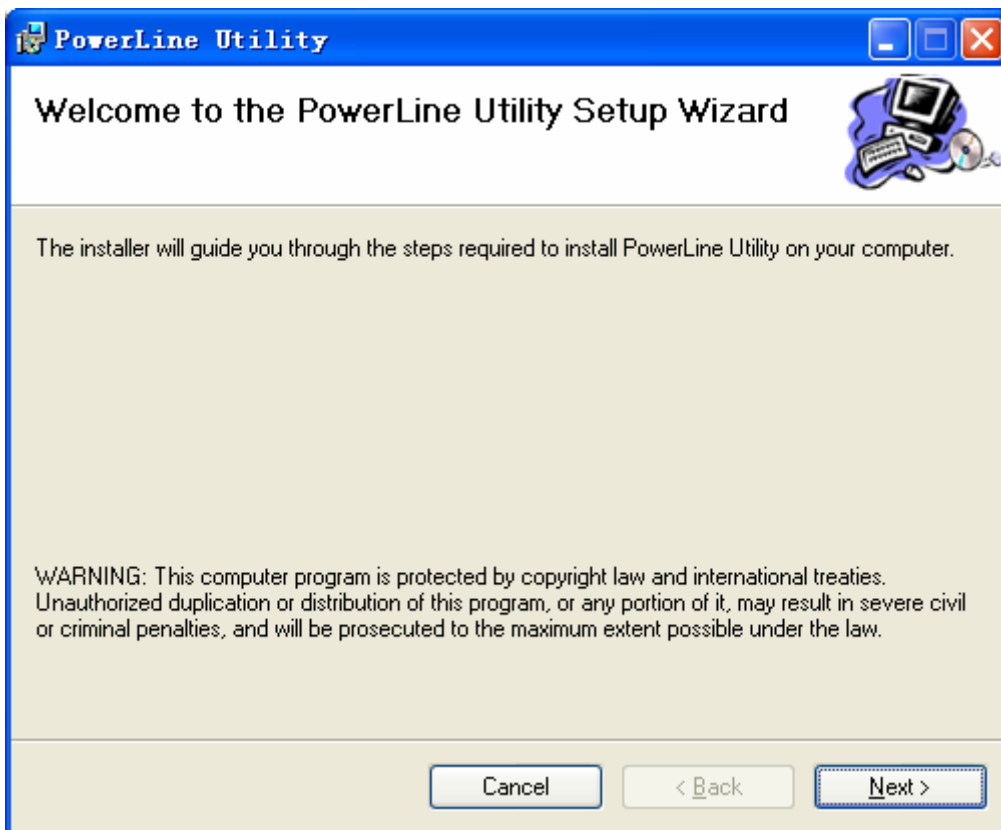 PowerLine Utility
Welcome to the PowerLine Utility Setup Wizard
The installer will guide you through the steps required to install PowerLine Utility on your computer.
WARNING: This computer program is protected by copyright law and international treaties.
Unauthorized duplication or distribution of this program, or any portion of it, may result in severe civil
or criminal penalties, and will be prosecuted to the maximum extent possible under the law.
Cancel
< Back
Next >